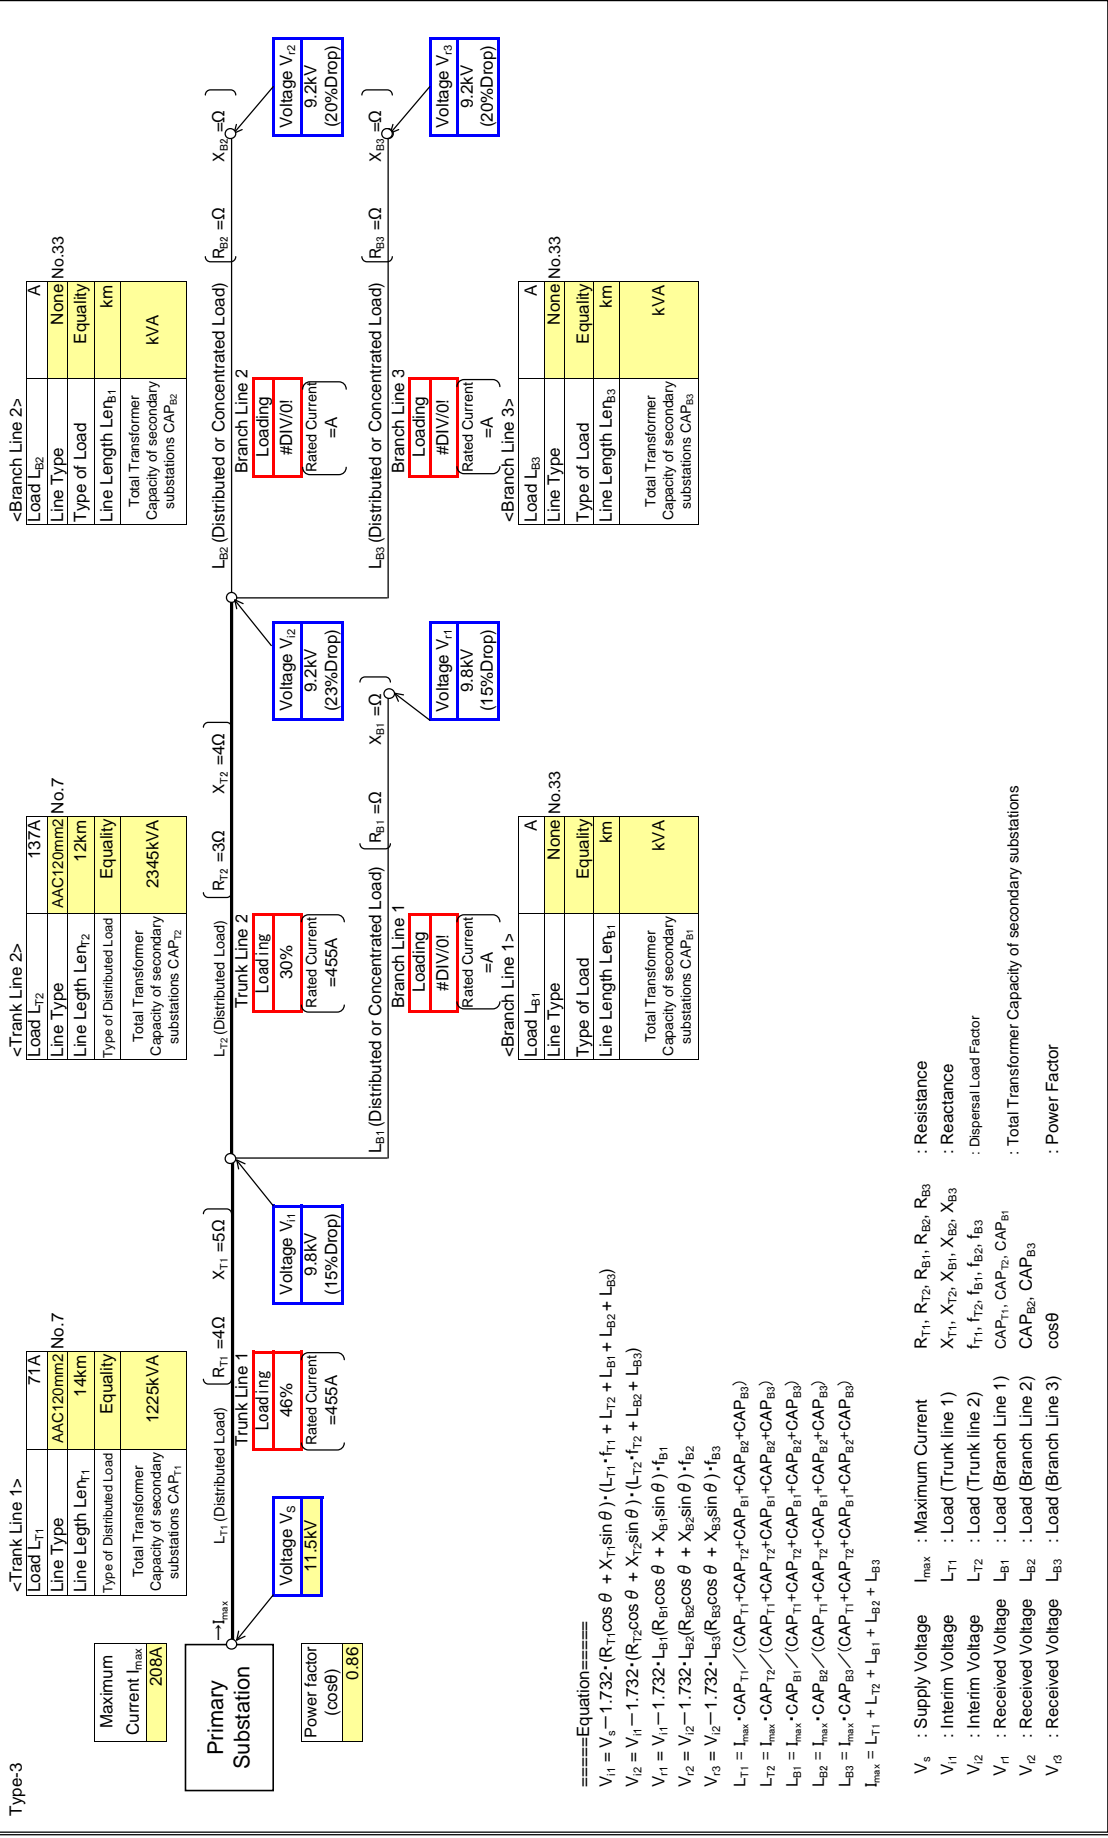 Type-3
Maximum
Current Imax
208A
Primary
Substation
Power factor
(cosθ)
0.86
→Imax
Voltage VS
11.5kV
<Trank Line 1>
Load LT1 71A
Line Type AAC120mm2 No.7
Line Length LenT1 14km
Type of Distributed Load Equality
Total Transformer
Capacity of secondary
substations CAPT1
1225kVA
LT1 (Distributed Load) RT1 =4Ω XT1 =5Ω
Trunk Line 1
Loading
46%
Rated Current
=455A
Voltage Vi1
9.8kV
(15%Drop)
<Trank Line 2>
Load LT2 137A
Line Type AAC120mm2 No.7
Line Legth LenT2 12km
Type of Distributed Load Equality
Total Transformer
Capacity of secondary
substations CAPT2
2345kVA
LT2 (Distributed Load) RT2 =3Ω XT2 =4Ω
Trunk Line 2
Loading
30%
Rated Current
=455A
Voltage Vi2
9.2kV
(23%Drop)
LB1 (Distributed or Concentrated Load) RB1 =Ω XB1 =Ω
Branch Line 1
Loading
#DIV/0!
Rated Current
=A
Voltage Vr1
9.8kV
(15%Drop)
<Branch Line 1>
Load LB1 A
Line Type None No.33
Type of Load Equality
Line Length LenB1 km
Total Transformer
Capacity of secondary
substations CAPB1
kVA
<Branch Line 2>
Load LB2 A
Line Type None No.33
Type of Load Equality
Line Length LenB1 km
Total Transformer
Capacity of secondary
substations CAPB2
kVA
LB2 (Distributed or Concentrated Load) RB2 =Ω XB2 =Ω
Branch Line 2
Loading
#DIV/0!
Rated Current
=A
Voltage Vr2
9.2kV
(20%Drop)
LB3 (Distributed or Concentrated Load) RB3 =Ω XB3 =Ω
Branch Line 3
Loading
#DIV/0!
Rated Current
=A
Voltage Vr3
9.2kV
(20%Drop)
<Branch Line 3>
Load LB3 A
Line Type None No.33
Type of Load Equality
Line Length LenB3 km
Total Transformer
Capacity of secondary
substations CAPB3
kVA
=====Equation=====
Vi1 = Vs−1.732・(RT1cos θ + XT1sin θ)・(LT1・fT1 + LT2 + LB1 + LB2 + LB3)
Vi2 = Vi1−1.732・(RT2cos θ + XT2sin θ)・(LT2・fT2 + LB2 + LB3)
Vr1 = Vi1−1.732・LB1(RB1cos θ + XB1sin θ)・fB1
Vr2 = Vi2−1.732・LB2(RB2cos θ + XB2sin θ)・fB2
Vr3 = Vi2−1.732・LB3(RB3cos θ + XB3sin θ)・fB3
LT1 = Imax・CAPT1／(CAPT1+CAPT2+CAPB1+CAPB2+CAPB3)
LT2 = Imax・CAPT2／(CAPT1+CAPT2+CAPB1+CAPB2+CAPB3)
LB1 = Imax・CAPB1／(CAPT1+CAPT2+CAPB1+CAPB2+CAPB3)
LB2 = Imax・CAPB2／(CAPT1+CAPT2+CAPB1+CAPB2+CAPB3)
LB3 = Imax・CAPB3／(CAPT1+CAPT2+CAPB1+CAPB2+CAPB3)
Imax = LT1 + LT2 + LB1 + LB2 + LB3
Vs : Supply Voltage Imax : Maximum Current RT1, RT2, RB1, RB2, RB3 : Resistance
Vi1 : Interim Voltage LT1 : Load (Trunk line 1) XT1, XT2, XB1, XB2, XB3 : Reactance
Vi2 : Interim Voltage LT2 : Load (Trunk line 2) fT1, fT2, fB1, fB2, fB3 : Dispersal Load Factor
Vr1 : Received Voltage LB1 : Load (Branch Line 1) CAPT1, CAPT2, CAPB1 : Total Transformer Capacity of secondary substations
Vr2 : Received Voltage LB2 : Load (Branch Line 2) CAPB2, CAPB3
Vr3 : Received Voltage LB3 : Load (Branch Line 3) cosθ : Power Factor